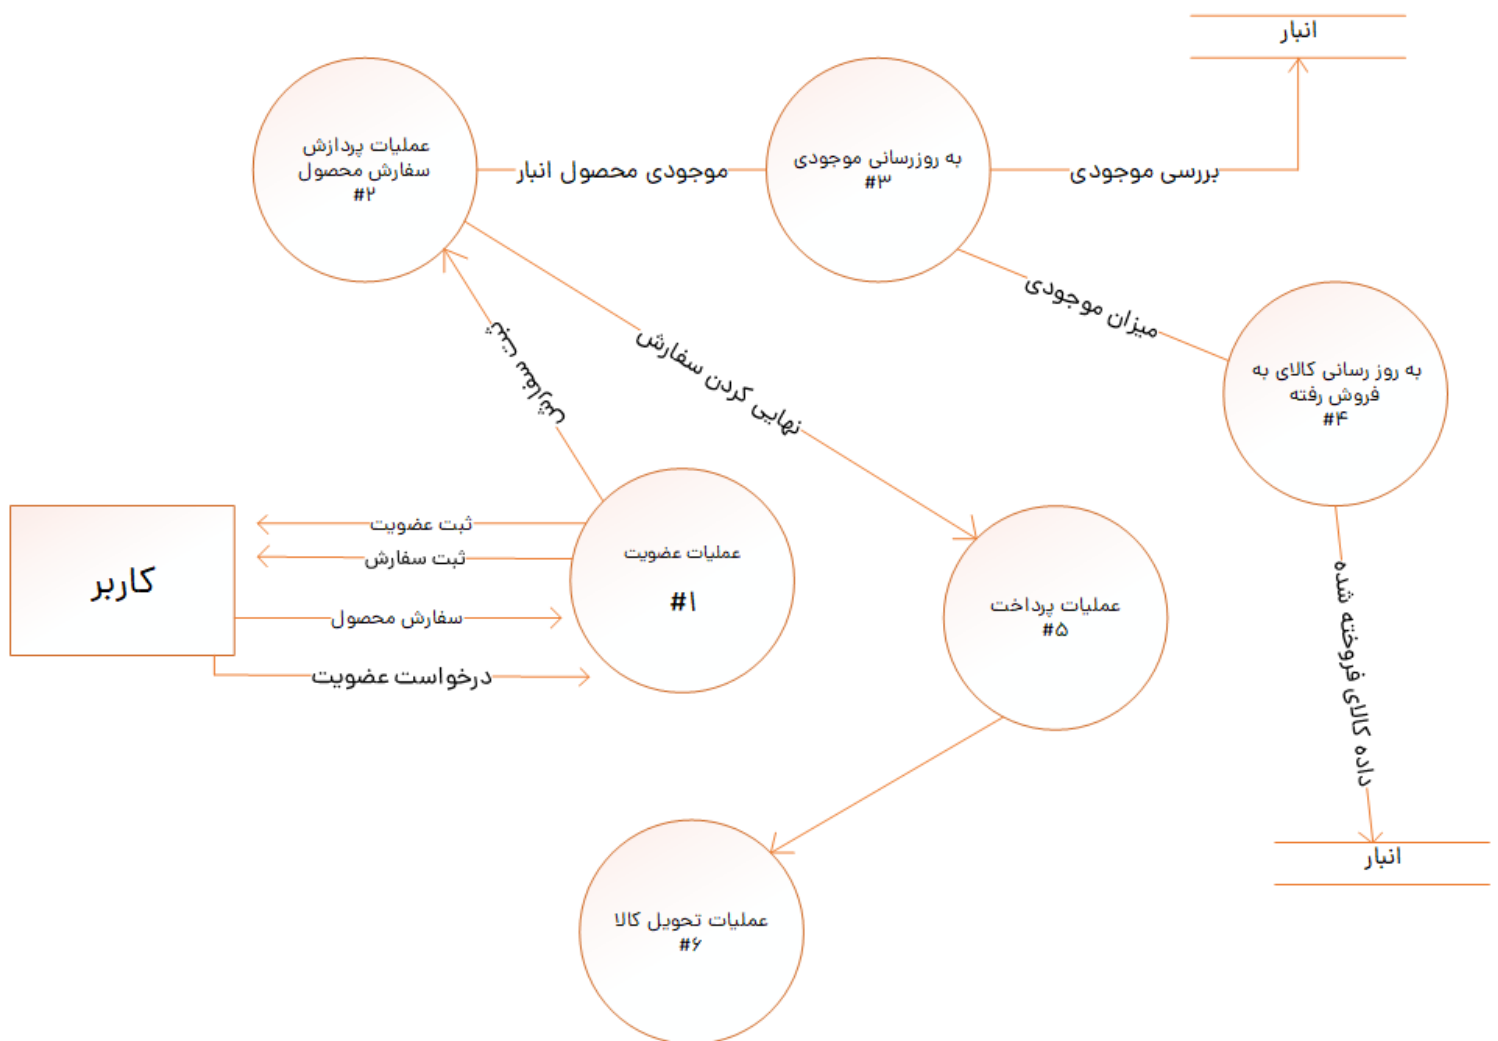 انبار
عملیات پردازش
سفارش محصول
#۲
موجودی محصول انبار
به روزرسانی موجودی
#۳
بررسی موجودی
میزان موجودی
به روز رسانی کالای به
فروش رفته
#۴
ثبت سفارش
نهایی کردن سفارش
ثبت عضویت
ثبت سفارش
سفارش محصول
درخواست عضویت
کاربر
عملیات عضویت
#۱
عملیات پرداخت
#۵
داده کالای فروخته شده
انبار
عملیات تحویل کالا
#۶